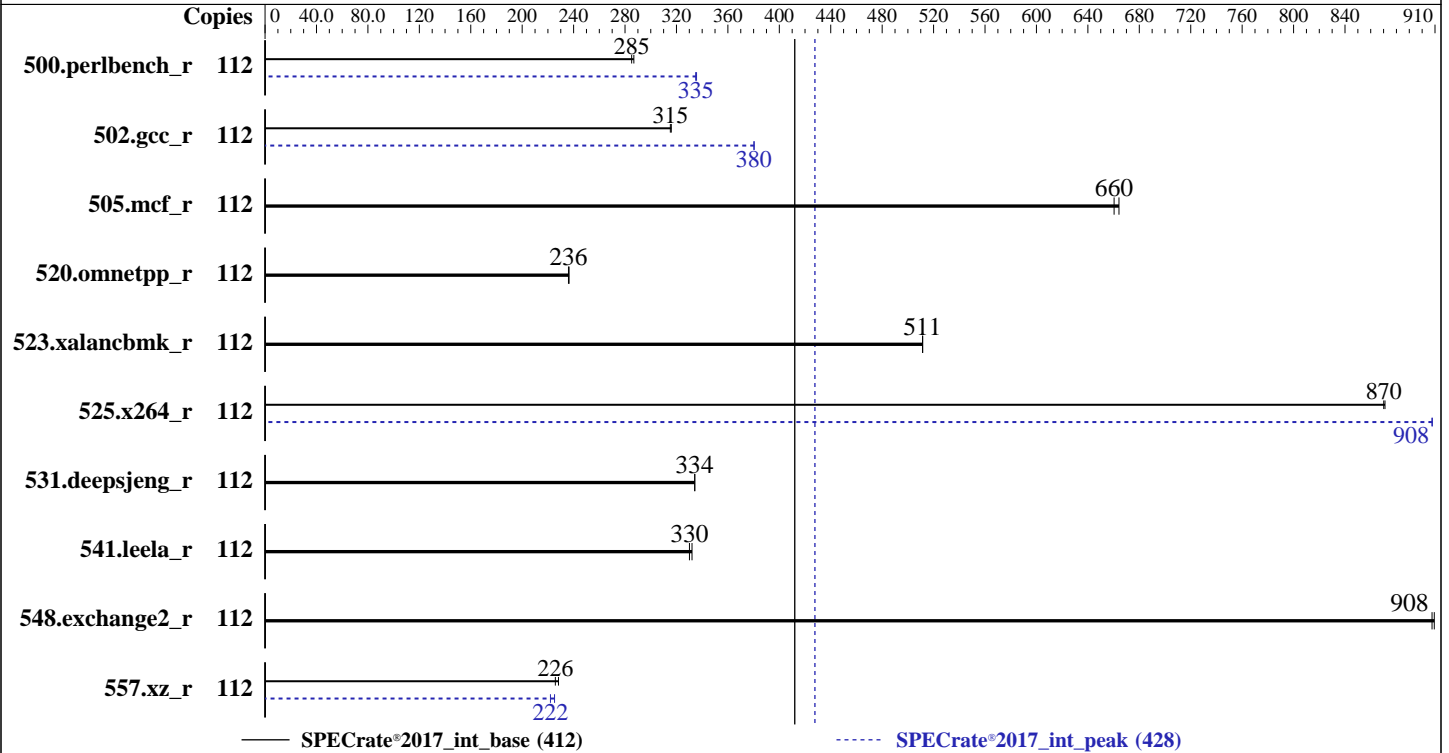 Copies 0 40.0 80.0 120 160 200 240 280 320 360 400 440 480 520 560 600 640 680 720 760 800 840 910
285
500.perlbench_r 112
335
315
502.gcc_r 112
380
660
505.mcf_r 112
236
520.omnetpp_r 112
511
523.xalancbmk_r 112
870
525.x264_r 112
908
334
531.deepsjeng_r 112
330
541.leela_r 112
908
548.exchange2_r 112
226
557.xz_r 112
222
SPECrate®2017_int_base (412) SPECrate®2017_int_peak (428)